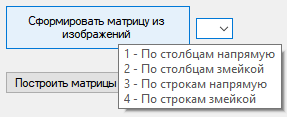 Сформировать матрицу из
изображений
1 - По столбцам напрямую
2 - По столбцам змейкой
3 - По строкам напрямую
4 - По строкам змейкой
Построить матрицы